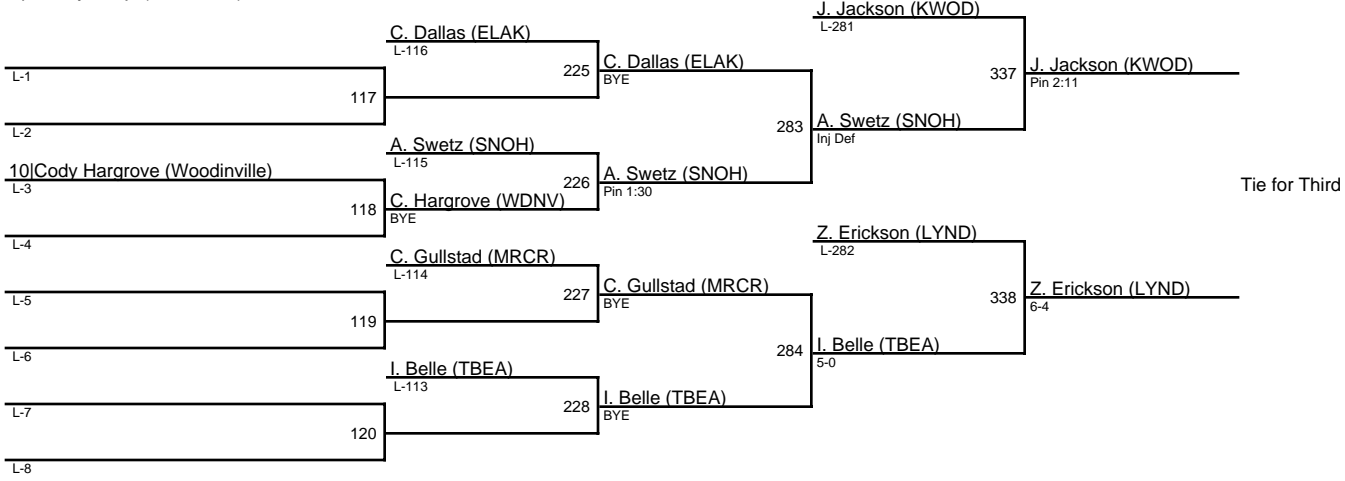 J. Jackson (KWOD)
L-281
C. Dallas (ELAK)
L-116
225
C. Dallas (ELAK)
BYE
337
J. Jackson (KWOD)
Pin 2:11
L-1
117
L-2
283
A. Swetz (SNOH)
Inj Def
A. Swetz (SNOH)
L-115
10|Cody Hargrove (Woodinville)
L-3
226
A. Swetz (SNOH)
Pin 1:30
Tie for Third
118
C. Hargrove (WDNV)
BYE
L-4
Z. Erickson (LYND)
L-282
C. Gullstad (MRCR)
L-114
227
C. Gullstad (MRCR)
BYE
338
Z. Erickson (LYND)
6-4
L-5
119
L-6
284
I. Belle (TBEA)
5-0
I. Belle (TBEA)
L-113
228
I. Belle (TBEA)
BYE
L-7
120
L-8